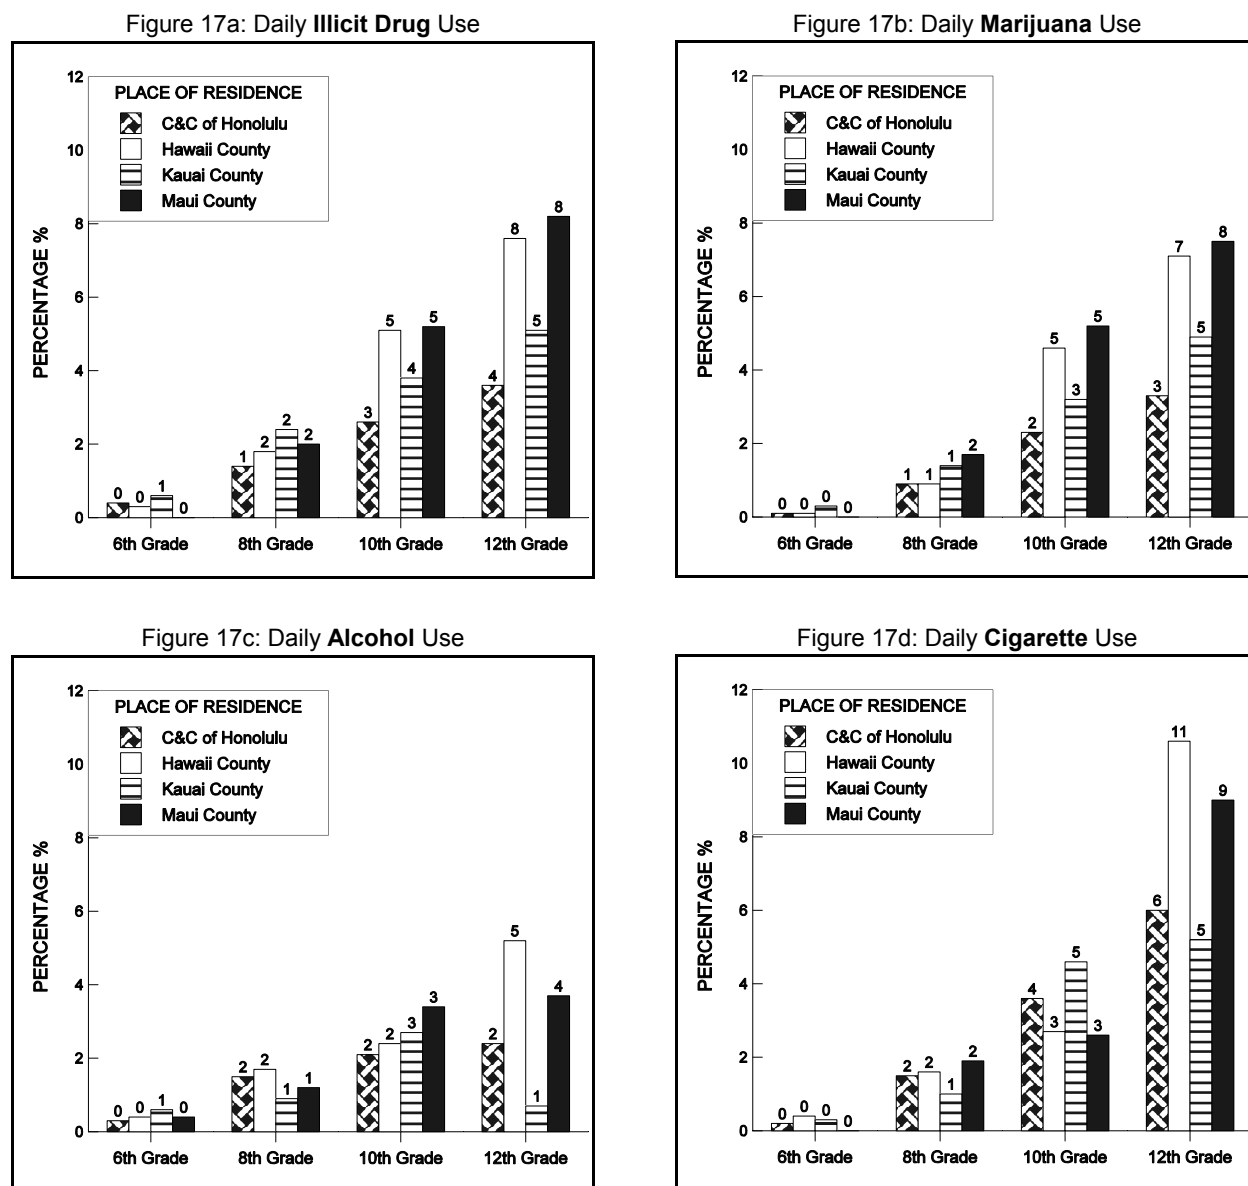 Figure 17a: Daily Illicit Drug Use
12
PLACE OF RESIDENCE
C&C of Honolulu
Hawaii County
Kauai County
Maui County
10
8
6
4
2
0
PERCENTAGE %
0 0 1 0
1 2 2 2
3 5 4 5
4 8 5 8
6th Grade 8th Grade 10th Grade 12th Grade
Figure 17b: Daily Marijuana Use
12
PLACE OF RESIDENCE
C&C of Honolulu
Hawaii County
Kauai County
Maui County
10
8
6
4
2
0
PERCENTAGE %
0 0 0 0
1 1 1 2
2 5 3 5
3 7 5 8
6th Grade 8th Grade 10th Grade 12th Grade
Figure 17c: Daily Alcohol Use
12
PLACE OF RESIDENCE
C&C of Honolulu
Hawaii County
Kauai County
Maui County
10
8
6
4
2
0
PERCENTAGE %
0 0 1 0
2 2 1 1
2 2 3 3
2 5 1 4
6th Grade 8th Grade 10th Grade 12th Grade
Figure 17d: Daily Cigarette Use
12
PLACE OF RESIDENCE
C&C of Honolulu
Hawaii County
Kauai County
Maui County
10
8
6
4
2
0
PERCENTAGE %
0 0 0 0
2 2 1 2
4 3 5 3
6 11 5 9
6th Grade 8th Grade 10th Grade 12th Grade